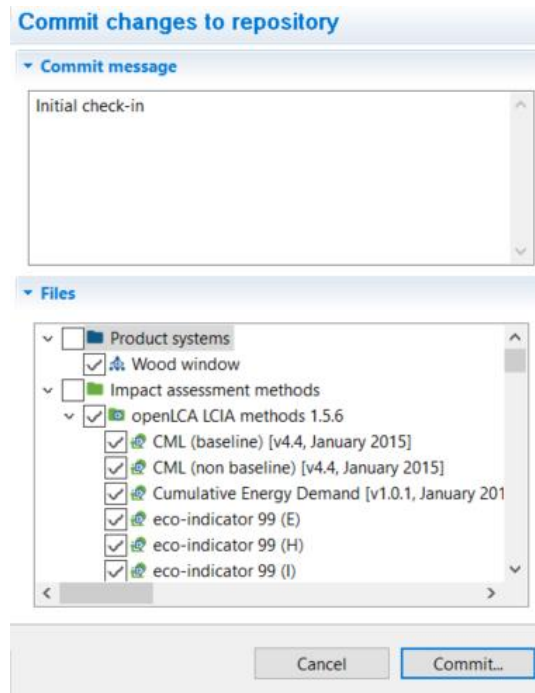 Commit changes to repository
Commit message
Initial check-in
Files
Product systems
Wood window
Impact assessment methods
openLCA LCIA methods 1.5.6
CML (baseline) [v4.4, January 2015]
CML (non baseline) [v4.4, January 2015]
Cumulative Energy Demand [v1.0.1, January 201
eco-indicator 99 (E)
eco-indicator 99 (H)
eco-indicator 99 (I)
Cancel
Commit...